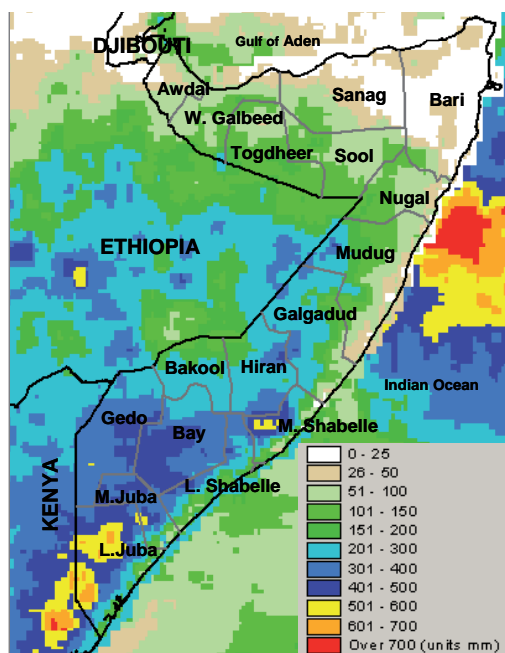 DJIBOUTI
Gulf of Aden
Awdal
Sanag
Bari
W. Galbeed
Togdheer
Sool
Nugal
ETHIOPIA
Mudug
Galgadud
Bakool
Hiran
Indian Ocean
Gedo
Bay
M. Shabelle
KENYA
M.Juba
L. Shabelle
L.Juba
0 - 25
26 - 50
51 - 100
101 - 150
151 - 200
201 - 300
301 - 400
401 - 500
501 - 600
601 - 700
Over 700 (units mm)